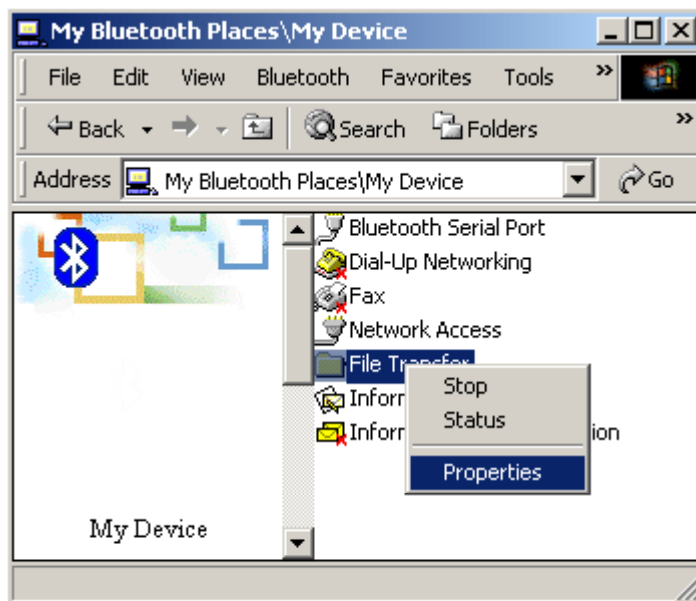 My Bluetooth Places\My Device
File Edit View Bluetooth Favorites Tools »
Back Search Folders »
Address My Bluetooth Places\My Device Go
Bluetooth Serial Port
Dial-Up Networking
Fax
Network Access
File Transfer
Stop
Status
Properties
My Device